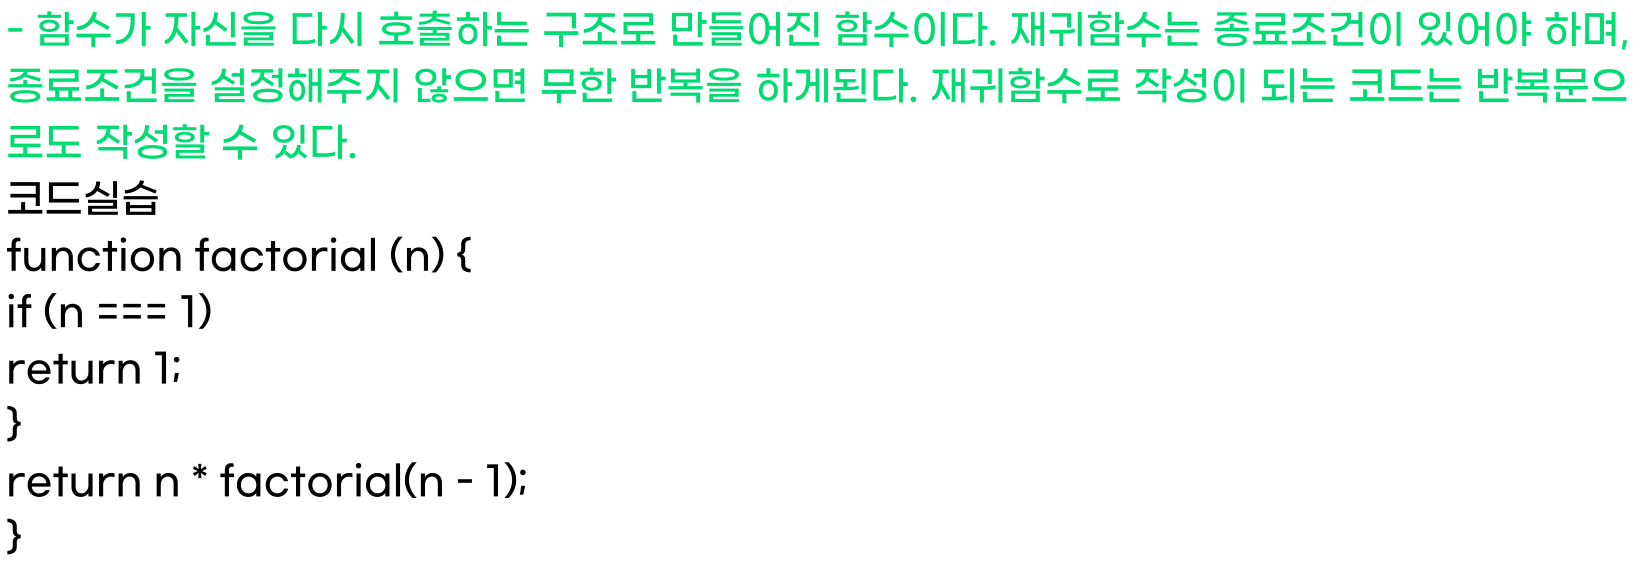 - 함수가 자신을 다시 호출하는 구조로 만들어진 함수이다. 재귀함수는 종료조건이 있어야 하며,
종료조건을 설정해주지 않으면 무한 반복을 하게된다. 재귀함수로 작성이 되는 코드는 반복문으
로도 작성할 수 있다.
코드실습
function factorial (n) {
if (n === 1)
return 1;
}
return n * factorial(n - 1);
}